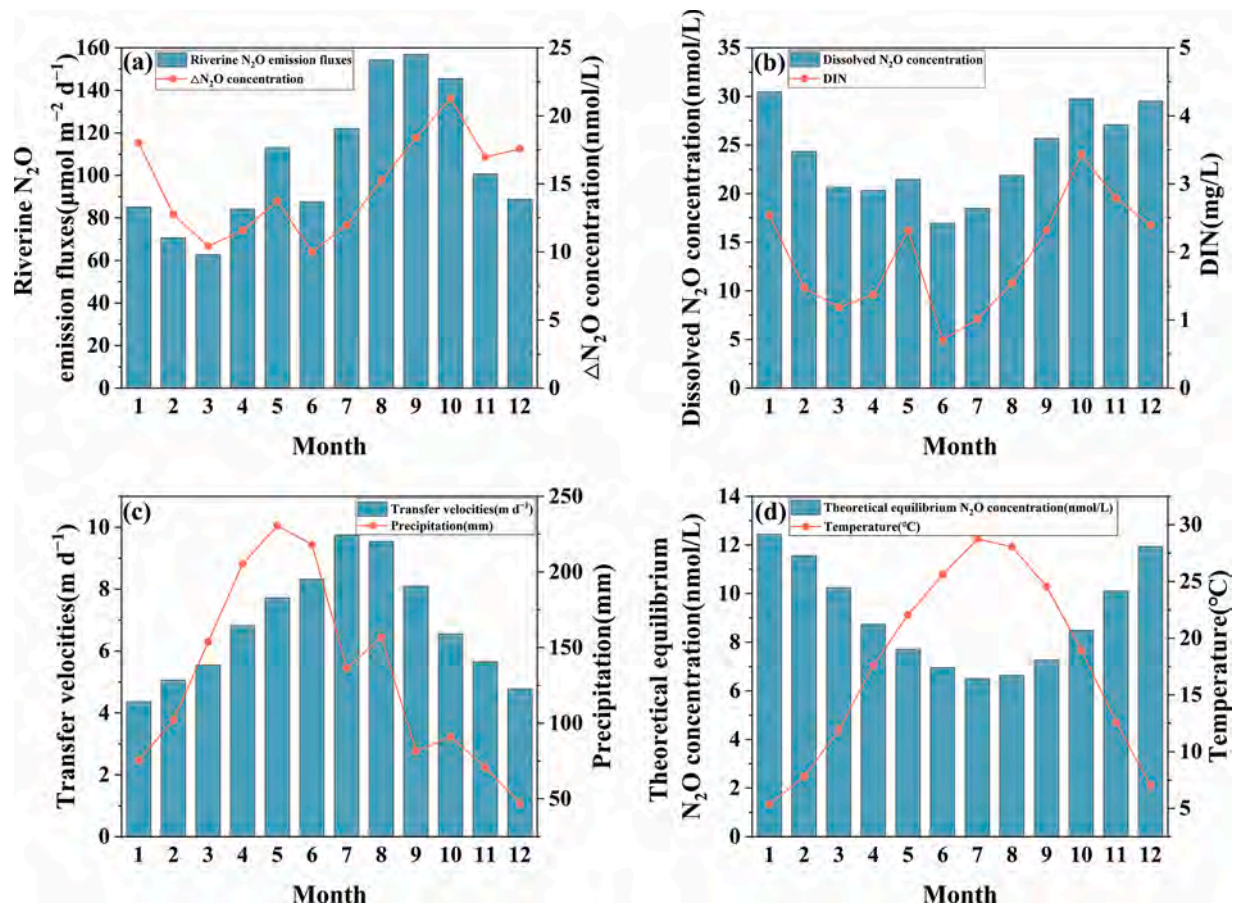 (a)
Riverine N₂O emission fluxes
△N₂O concentration
160
140
120
100
80
60
40
20
0
25
20
15
10
5
0
Riverine N₂O
emission fluxes(μmol m⁻² d⁻¹)
△N₂O concentration(nmol/L)
1 2 3 4 5 6 7 8 9 10 11 12
Month
(b)
Dissolved N₂O concentration
DIN
35
30
25
20
15
10
5
0
5
4
3
2
1
0
Dissolved N₂O concentration(nmol/L)
DIN(mg/L)
1 2 3 4 5 6 7 8 9 10 11 12
Month
(c)
Transfer velocities(m d⁻¹)
Precipitation(mm)
10
8
6
4
2
0
250
200
150
100
50
Transfer velocities(m d⁻¹)
Precipitation(mm)
1 2 3 4 5 6 7 8 9 10 11 12
Month
(d)
Theoretical equilibrium N₂O concentration(nmol/L)
Temperature(°C)
14
12
10
8
6
4
2
0
30
25
20
15
10
5
Theoretical equilibrium
N₂O concentration(nmol/L)
Temperature(°C)
1 2 3 4 5 6 7 8 9 10 11 12
Month